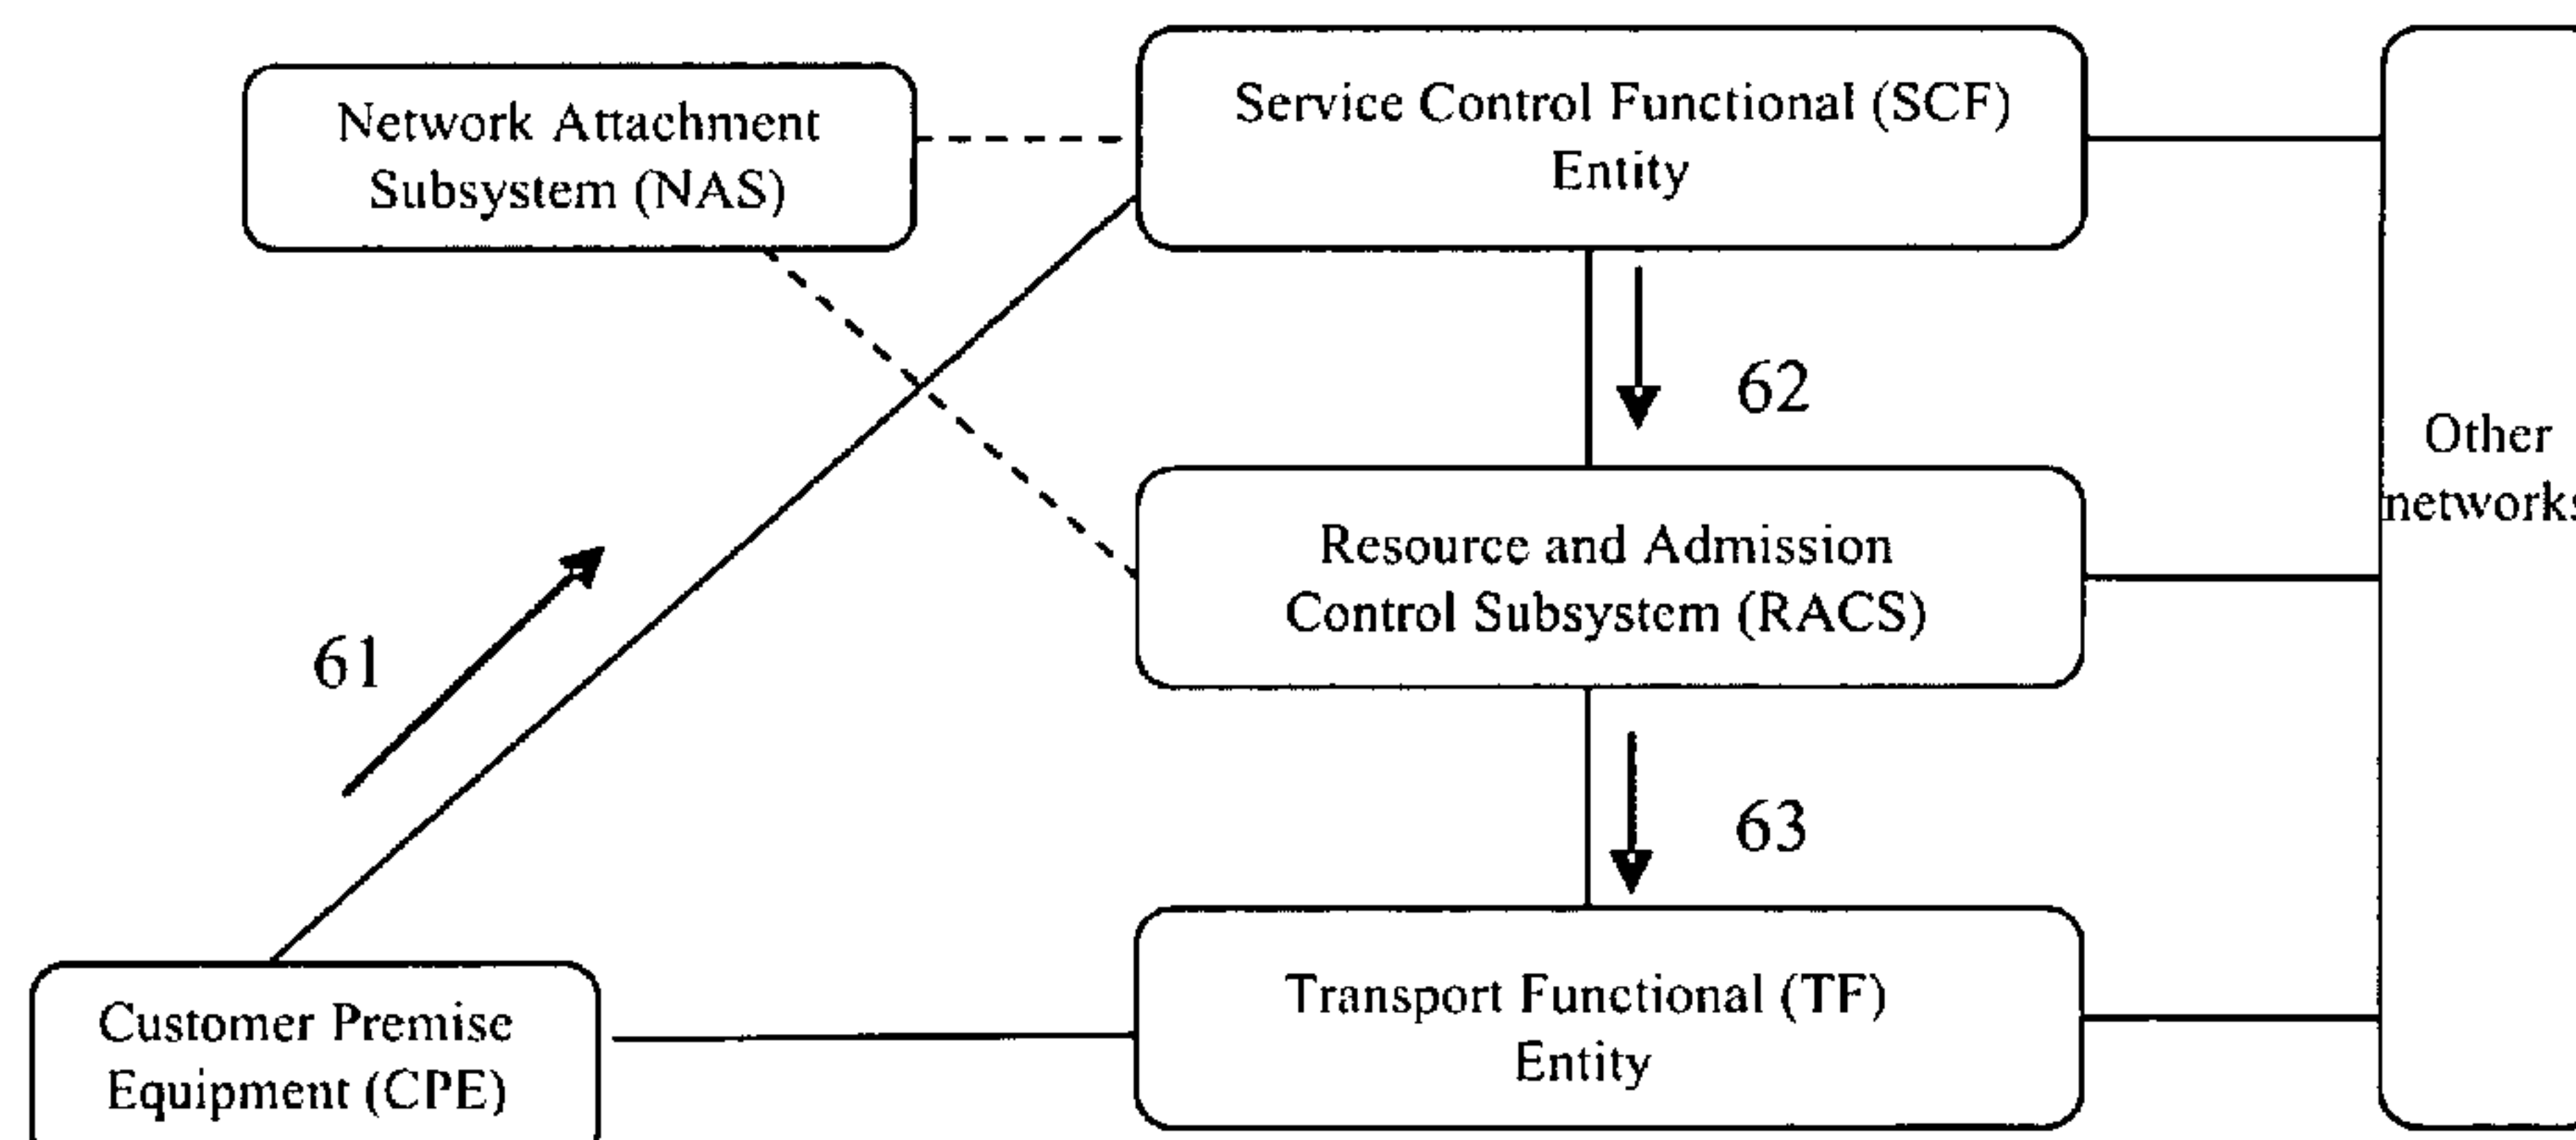 Network Attachment
Subsystem (NAS)
Service Control Functional (SCF)
Entity
62
Other
networks
Resource and Admission
Control Subsystem (RACS)
61
63
Customer Premise
Equipment (CPE)
Transport Functional (TF)
Entity